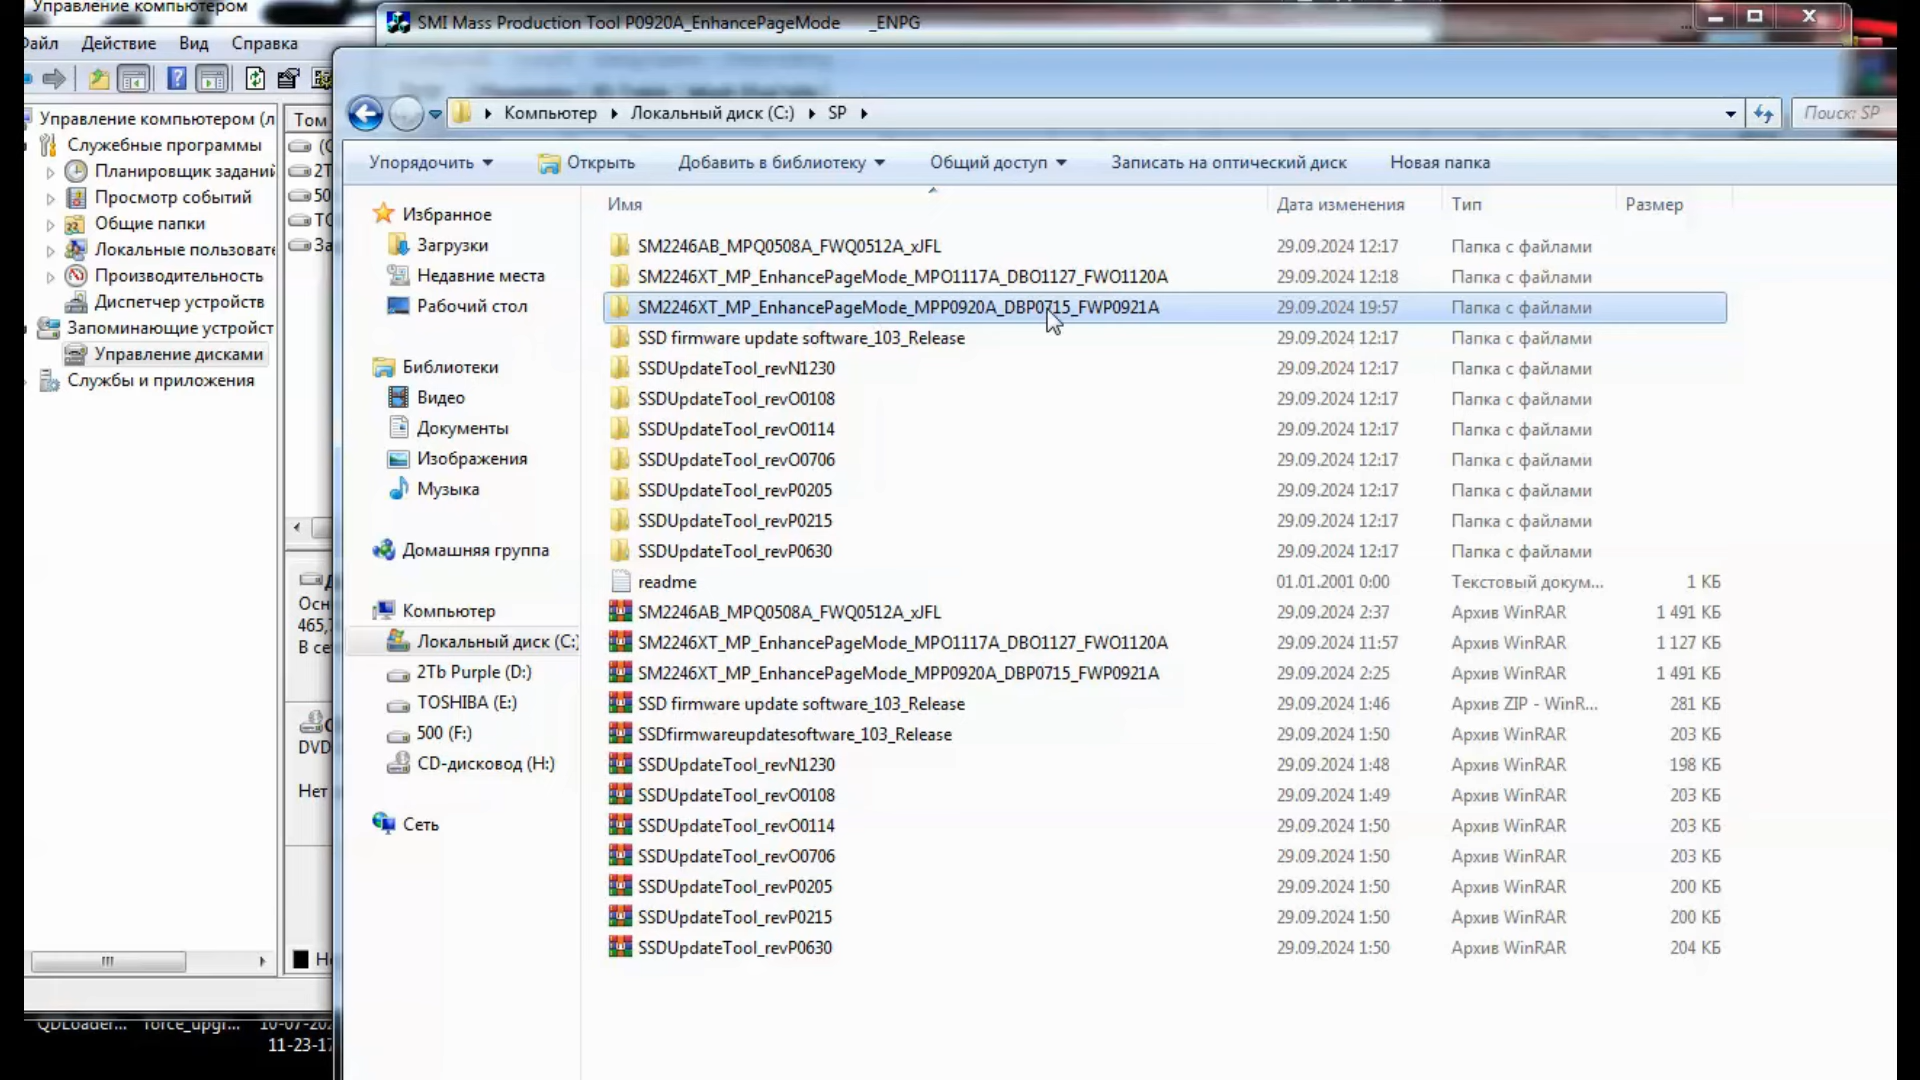 Управление компьютером
SMI Mass Production Tool P0920A_EnhancePageMode _ENPG
Файл Действие Вид Справка
Компьютер Локальный диск (C:) SP
Поиск: SP
Упорядочить Открыть Добавить в библиотеку Общий доступ Записать на оптический диск Новая папка
Управление компьютером (л
Служебные программы
Планировщик заданий
Просмотр событий
Общие папки
Локальные пользовате
Производительность
Диспетчер устройств
Запоминающие устройст
Управление дисками
Службы и приложения
Том
(C
2T
50
TO
За
Осн
465,
В се
DVD
Нет
Избранное
Загрузки
Недавние места
Рабочий стол
Библиотеки
Видео
Документы
Изображения
Музыка
Домашняя группа
Компьютер
Локальный диск (C:)
2Tb Purple (D:)
TOSHIBA (E:)
500 (F:)
CD-дисковод (H:)
Сеть
Имя Дата изменения Тип Размер
SM2246AB_MPQ0508A_FWQ0512A_xJFL 29.09.2024 12:17 Папка с файлами
SM2246XT_MP_EnhancePageMode_MPO1117A_DBO1127_FWO1120A 29.09.2024 12:18 Папка с файлами
SM2246XT_MP_EnhancePageMode_MPP0920A_DBP0715_FWP0921A 29.09.2024 19:57 Папка с файлами
SSD firmware update software_103_Release 29.09.2024 12:17 Папка с файлами
SSDUpdateTool_revN1230 29.09.2024 12:17 Папка с файлами
SSDUpdateTool_revO0108 29.09.2024 12:17 Папка с файлами
SSDUpdateTool_revO0114 29.09.2024 12:17 Папка с файлами
SSDUpdateTool_revO0706 29.09.2024 12:17 Папка с файлами
SSDUpdateTool_revP0205 29.09.2024 12:17 Папка с файлами
SSDUpdateTool_revP0215 29.09.2024 12:17 Папка с файлами
SSDUpdateTool_revP0630 29.09.2024 12:17 Папка с файлами
readme 01.01.2001 0:00 Текстовый докум... 1 КБ
SM2246AB_MPQ0508A_FWQ0512A_xJFL 29.09.2024 2:37 Архив WinRAR 1 491 КБ
SM2246XT_MP_EnhancePageMode_MPO1117A_DBO1127_FWO1120A 29.09.2024 11:57 Архив WinRAR 1 127 КБ
SM2246XT_MP_EnhancePageMode_MPP0920A_DBP0715_FWP0921A 29.09.2024 2:25 Архив WinRAR 1 491 КБ
SSD firmware update software_103_Release 29.09.2024 1:46 Архив ZIP - WinR... 281 КБ
SSDfirmwareupdatesoftware_103_Release 29.09.2024 1:50 Архив WinRAR 203 КБ
SSDUpdateTool_revN1230 29.09.2024 1:48 Архив WinRAR 198 КБ
SSDUpdateTool_revO0108 29.09.2024 1:49 Архив WinRAR 203 КБ
SSDUpdateTool_revO0114 29.09.2024 1:50 Архив WinRAR 203 КБ
SSDUpdateTool_revO0706 29.09.2024 1:50 Архив WinRAR 203 КБ
SSDUpdateTool_revP0205 29.09.2024 1:50 Архив WinRAR 200 КБ
SSDUpdateTool_revP0215 29.09.2024 1:50 Архив WinRAR 200 КБ
SSDUpdateTool_revP0630 29.09.2024 1:50 Архив WinRAR 204 КБ
QDLoader... force_upgr... 10-07-202
11-23-17